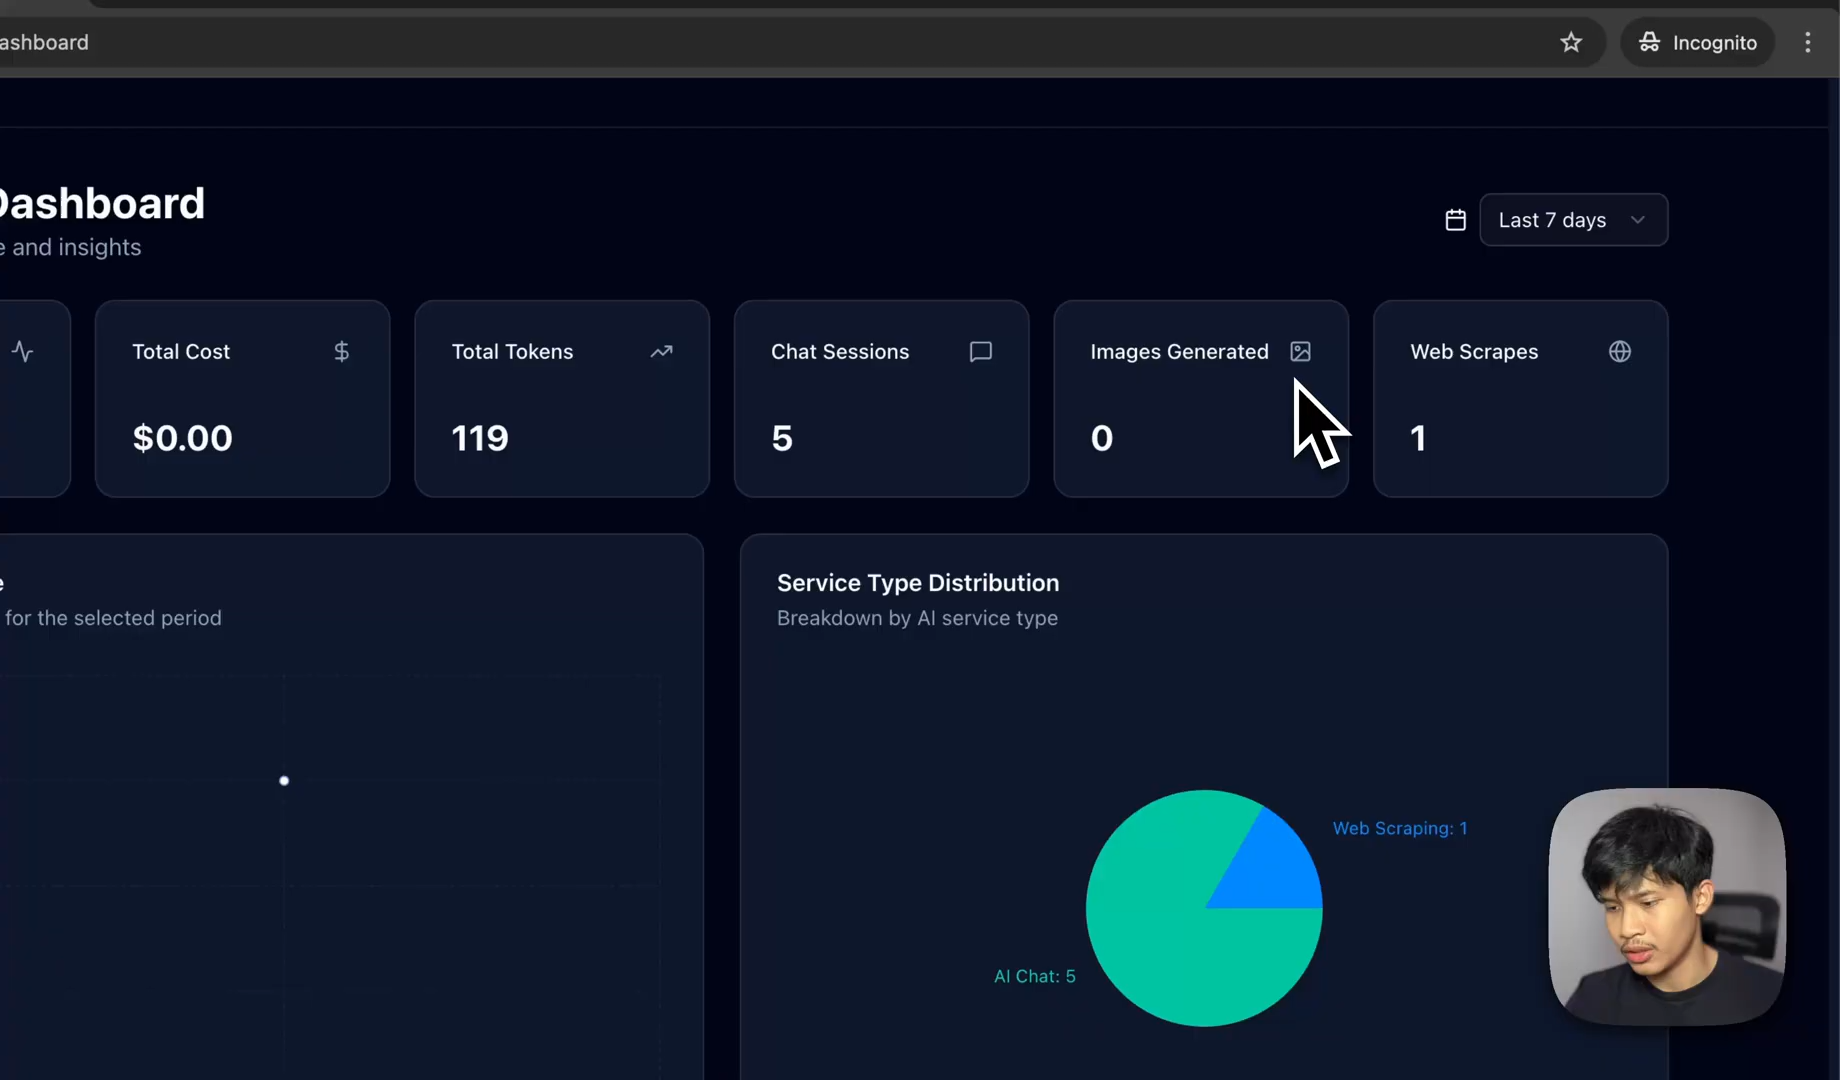 ashboard
Incognito
Dashboard
e and insights
Last 7 days
Total Cost
$
$0.00
Total Tokens
119
Chat Sessions
5
Images Generated
0
Web Scrapes
1
e
for the selected period
Service Type Distribution
Breakdown by AI service type
Web Scraping: 1
AI Chat: 5